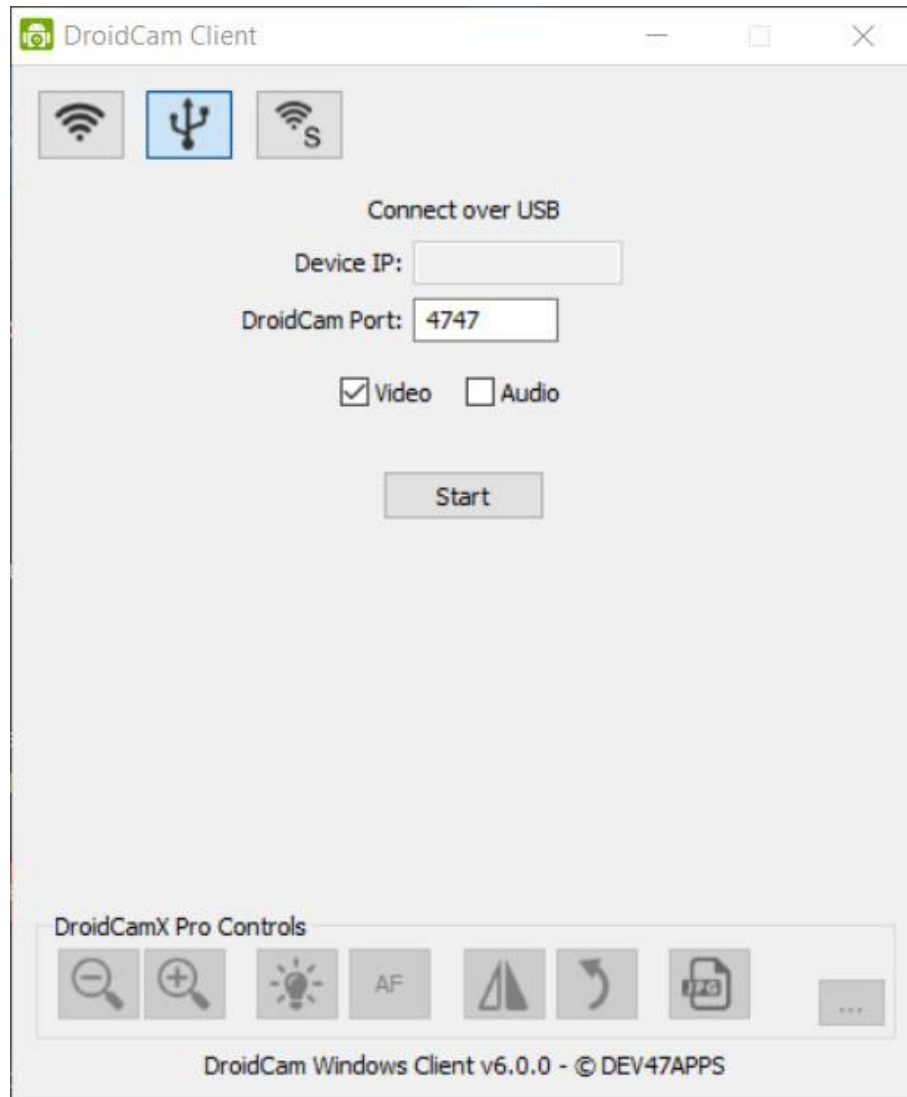 DroidCam Client
S
Connect over USB
Device IP:
DroidCam Port: 4747
Video Audio
Start
DroidCamX Pro Controls
AF JPG ...
DroidCam Windows Client v6.0.0 - © DEV47APPS